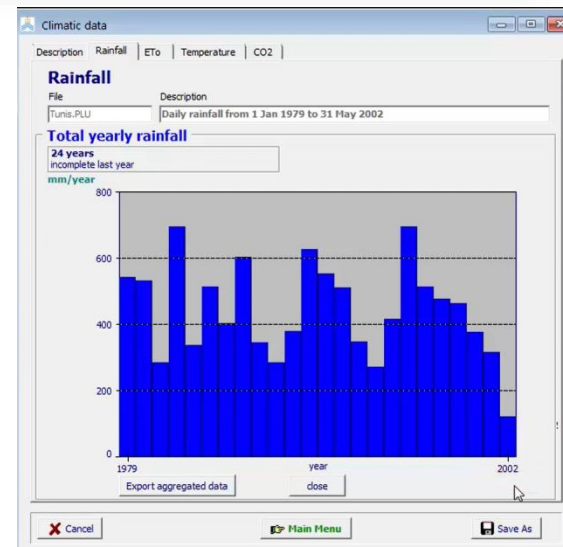 Climatic data
Description Rainfall ETo Temperature CO2
Rainfall
File Description
Tunis.PLU Daily rainfall from 1 Jan 1979 to 31 May 2002
Total yearly rainfall
24 years
incomplete last year
mm/year
800
600
400
200
0
1979 year 2002
Export aggregated data close
Cancel Main Menu Save As